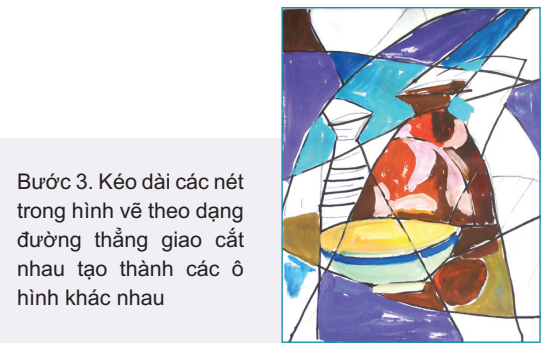 Bước 3. Kéo dài các nét
trong hình vẽ theo dạng
đường thẳng giao cắt
nhau tạo thành các ô
hình khác nhau